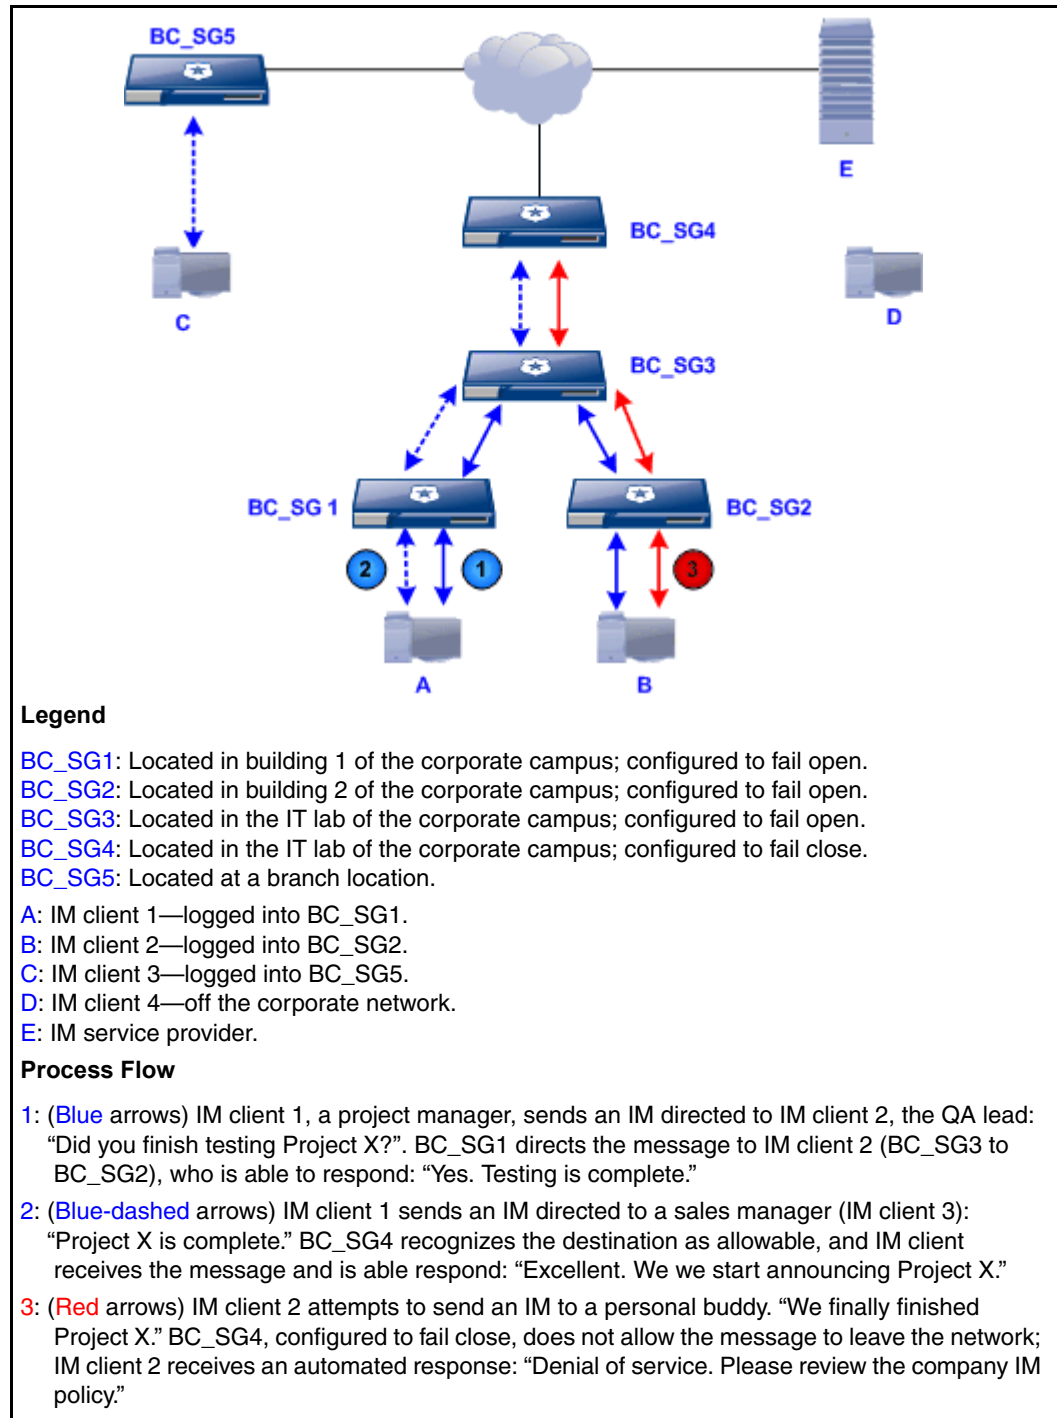 BC_SG5
E
BC_SG4
C
D
BC_SG3
BC_SG 1
BC_SG2
2
1
3
A
B
Legend
BC_SG1: Located in building 1 of the corporate campus; configured to fail open.
BC_SG2: Located in building 2 of the corporate campus; configured to fail open.
BC_SG3: Located in the IT lab of the corporate campus; configured to fail open.
BC_SG4: Located in the IT lab of the corporate campus; configured to fail close.
BC_SG5: Located at a branch location.
A: IM client 1—logged into BC_SG1.
B: IM client 2—logged into BC_SG2.
C: IM client 3—logged into BC_SG5.
D: IM client 4—off the corporate network.
E: IM service provider.
Process Flow
1: (Blue arrows) IM client 1, a project manager, sends an IM directed to IM client 2, the QA lead:
“Did you finish testing Project X?”. BC_SG1 directs the message to IM client 2 (BC_SG3 to
BC_SG2), who is able to respond: “Yes. Testing is complete.”
2: (Blue-dashed arrows) IM client 1 sends an IM directed to a sales manager (IM client 3):
“Project X is complete.” BC_SG4 recognizes the destination as allowable, and IM client
receives the message and is able respond: “Excellent. We we start announcing Project X.”
3: (Red arrows) IM client 2 attempts to send an IM to a personal buddy. “We finally finished
Project X.” BC_SG4, configured to fail close, does not allow the message to leave the network;
IM client 2 receives an automated response: “Denial of service. Please review the company IM
policy.”